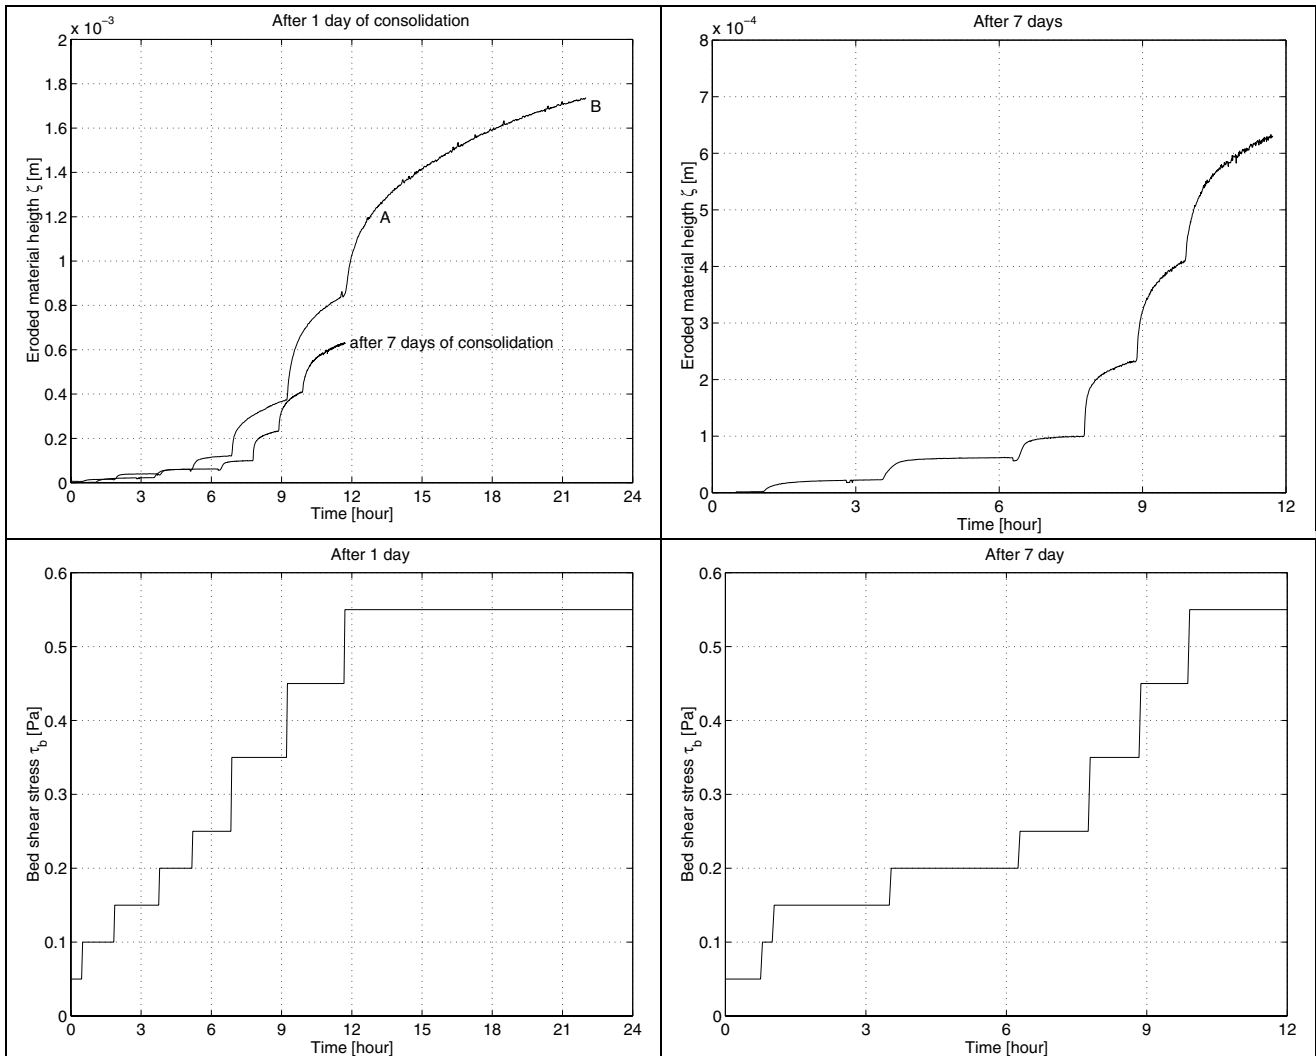 After 1 day of consolidation
x 10⁻³
2
1.8
1.6
1.4
1.2
1
0.8
0.6
0.4
0.2
0
Eroded material heigth ζ [m]
A
B
after 7 days of consolidation
0 3 6 9 12 15 18 21 24
Time [hour]
After 7 days
x 10⁻⁴
8
7
6
5
4
3
2
1
0
Eroded material heigth ζ [m]
0 3 6 9 12
Time [hour]
After 1 day
0.6
0.5
0.4
0.3
0.2
0.1
0
Bed shear stress τ_b [Pa]
0 3 6 9 12 15 18 21 24
Time [hour]
After 7 day
0.6
0.5
0.4
0.3
0.2
0.1
0
Bed shear stress τ_b [Pa]
0 3 6 9 12
Time [hour]